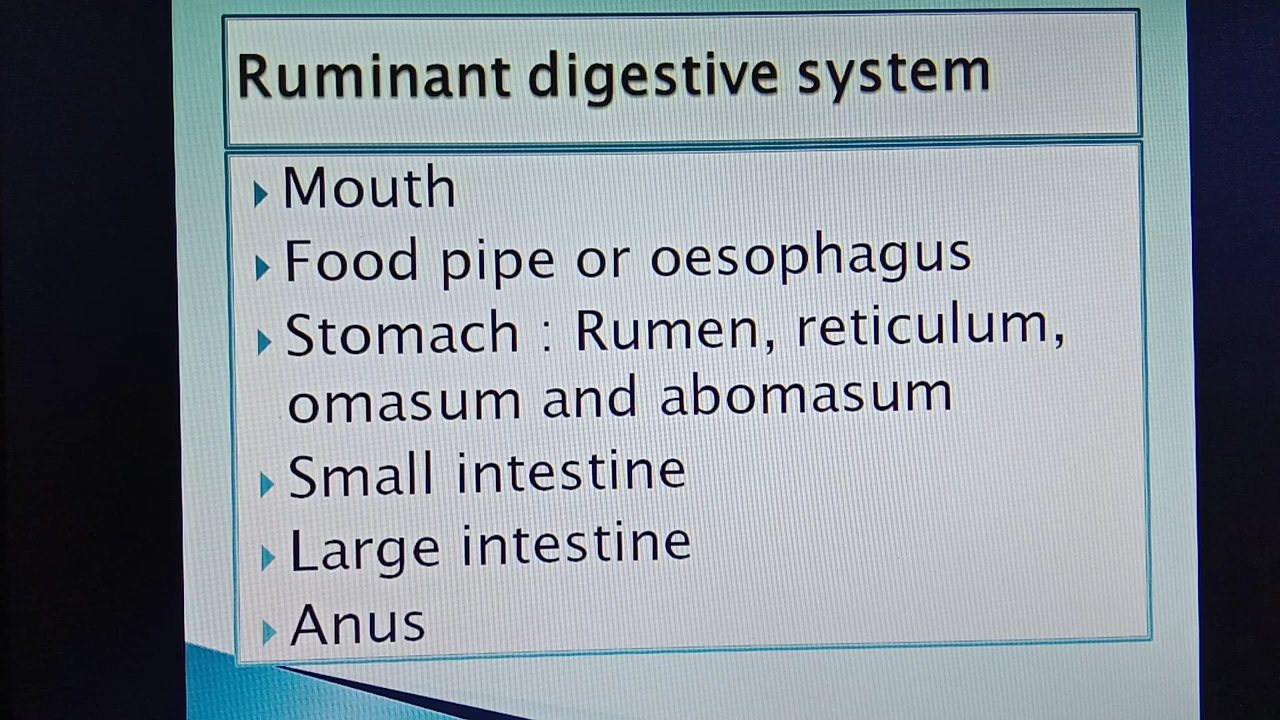 Ruminant digestive system
Mouth
Food pipe or oesophagus
Stomach : Rumen, reticulum,
omasum and abomasum
Small intestine
Large intestine
Anus